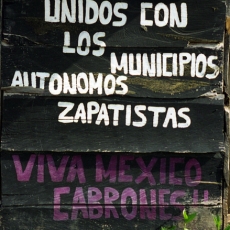 UNIDOS CON
LOS
MUNICIPIOS
AUTONOMOS
ZAPATISTAS
VIVA MEXICO
CABRONES!!